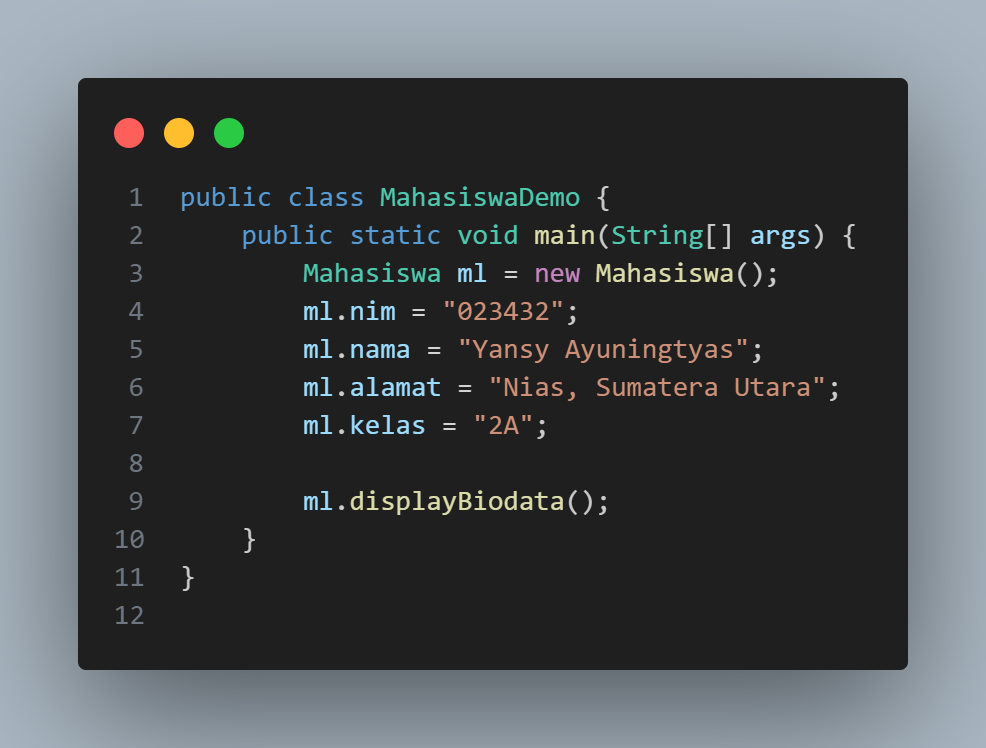 1 public class MahasiswaDemo {
2     public static void main(String[] args) {
3         Mahasiswa ml = new Mahasiswa();
4         ml.nim = "023432";
5         ml.nama = "Yansy Ayuningtyas";
6         ml.alamat = "Nias, Sumatera Utara";
7         ml.kelas = "2A";
8
9         ml.displayBiodata();
10     }
11 }
12